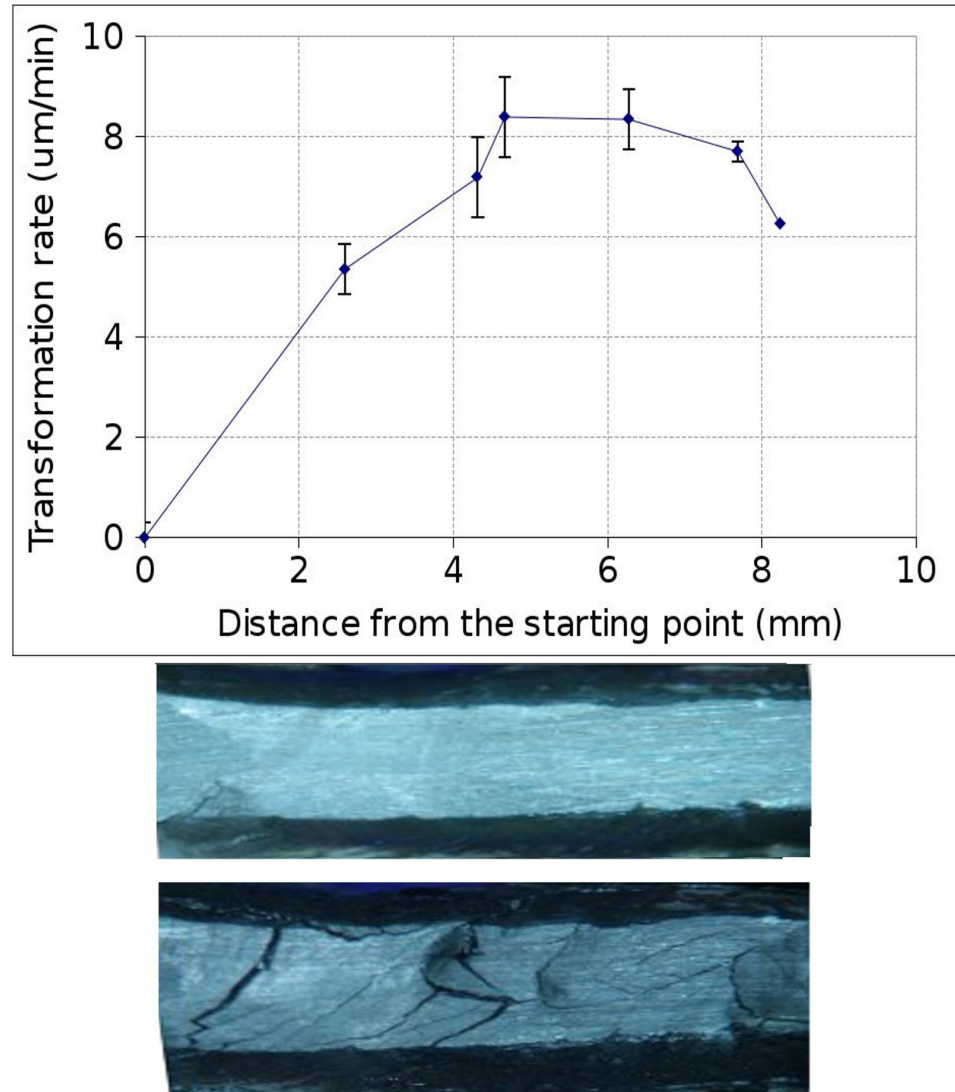 Transformation rate (um/min)
10
8
6
4
2
0
0 2 4 6 8 10
Distance from the starting point (mm)